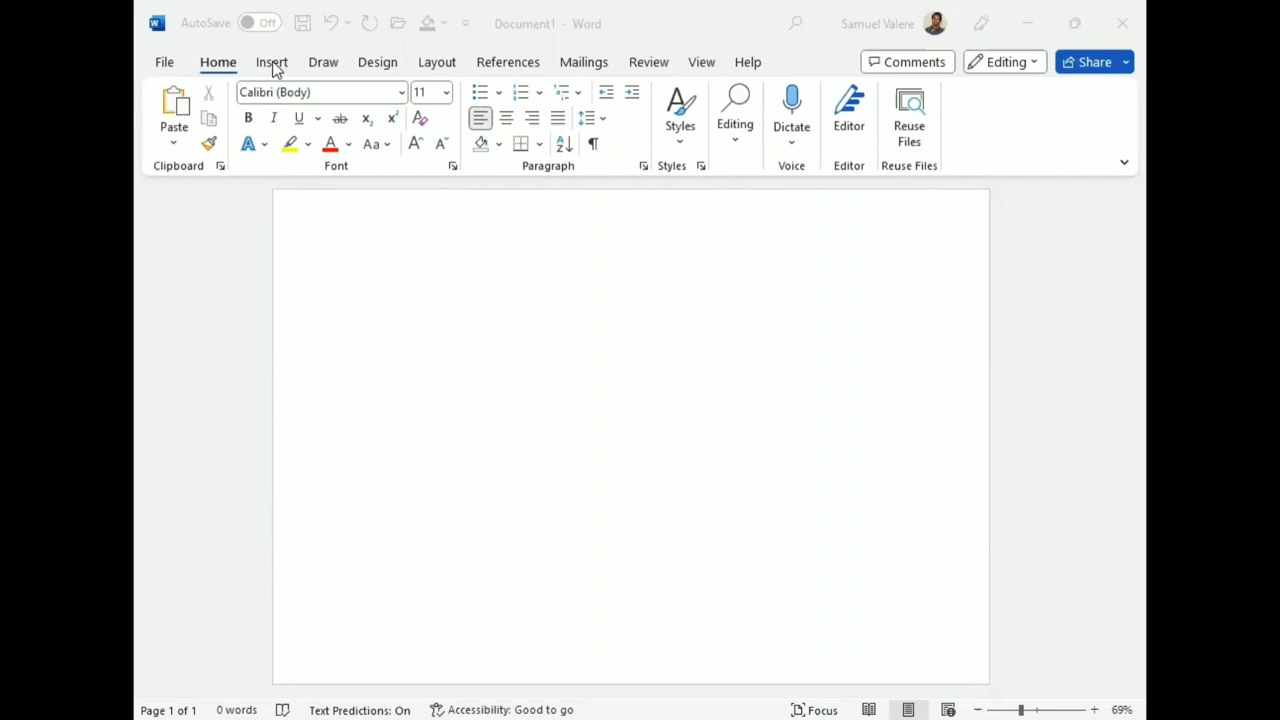 AutoSave Off Document1 - Word Samuel Valere
File Home Insert Draw Design Layout References Mailings Review View Help Comments Editing Share
Calibri (Body) 11
Paste Styles Editing Dictate Editor Reuse Files
Clipboard Font Paragraph Styles Voice Editor Reuse Files
Page 1 of 1 0 words Text Predictions: On Accessibility: Good to go Focus 69%